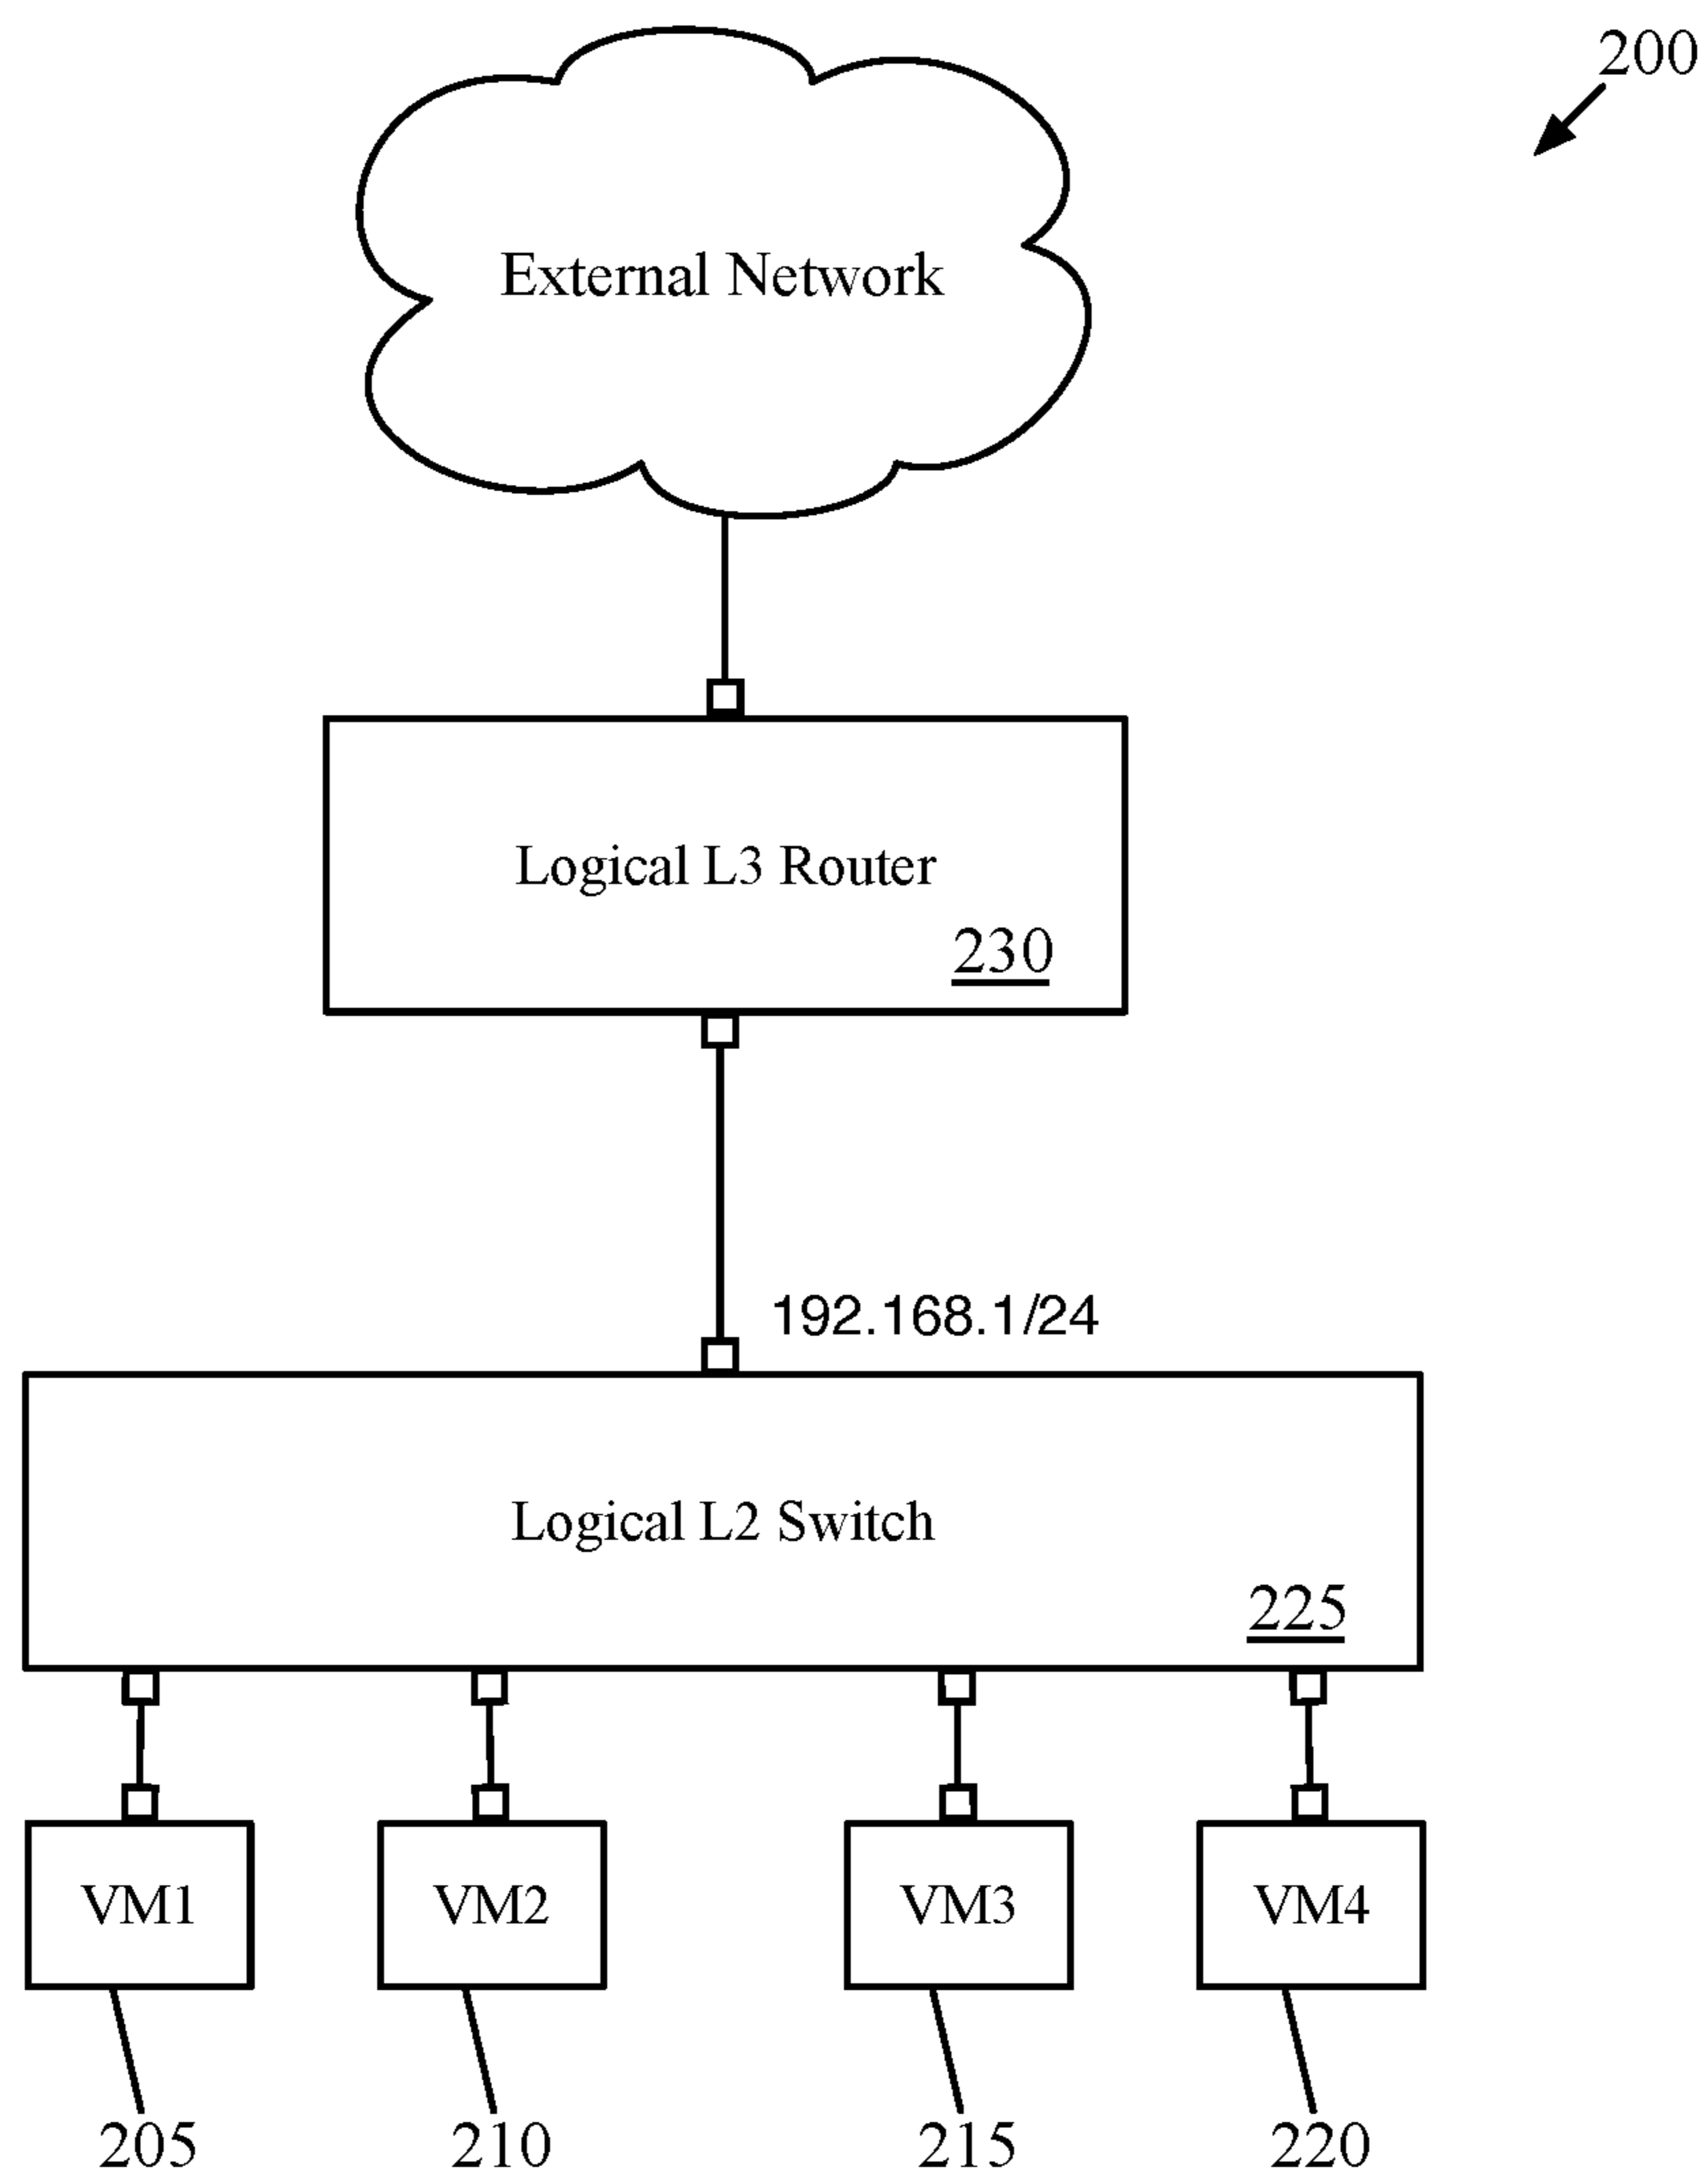 200
External Network
Logical L3 Router
230
192.168.1/24
Logical L2 Switch
225
VM1 VM2 VM3 VM4
205 210 215 220